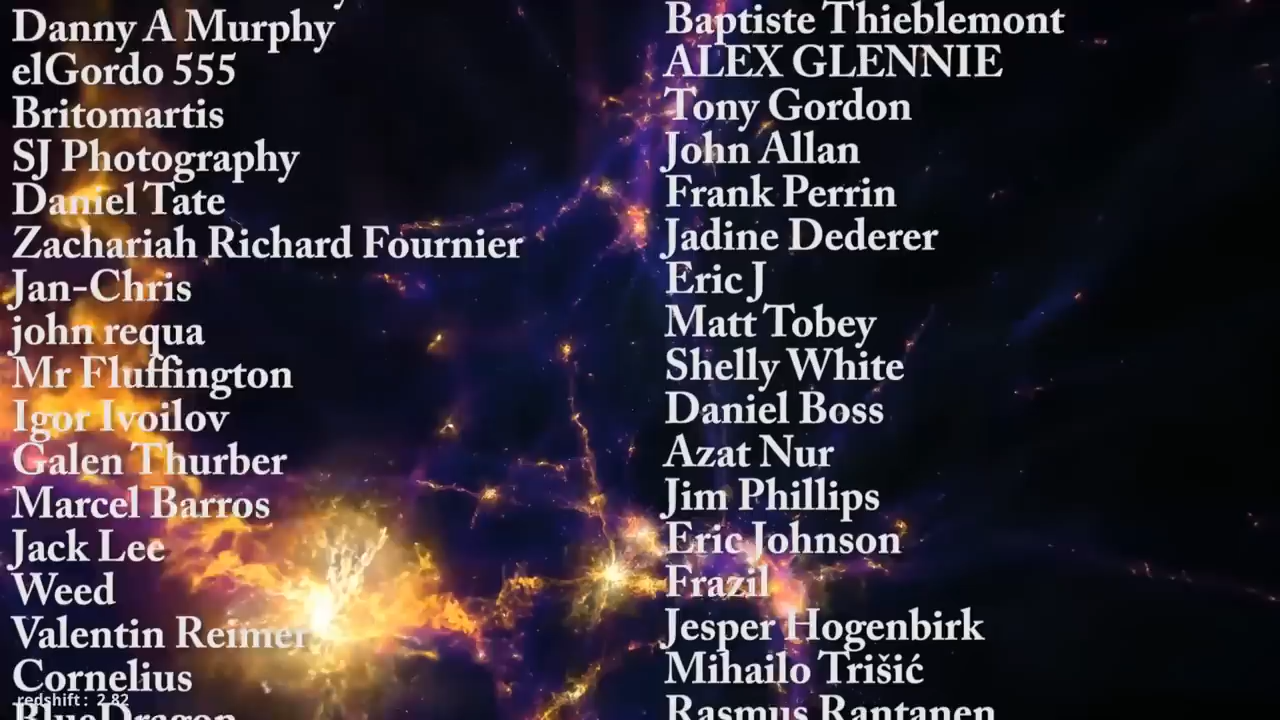 Danny A Murphy
elGordo 555
Britomartis
SJ Photography
Daniel Tate
Zachariah Richard Fournier
Jan-Chris
john requa
Mr Fluffington
Igor Ivoilov
Galen Thurber
Marcel Barros
Jack Lee
Weed
Valentin Reimer
Cornelius
redshift: 2.82
BlueDragon
Baptiste Thieblemont
ALEX GLENNIE
Tony Gordon
John Allan
Frank Perrin
Jadine Dederer
Eric J
Matt Tobey
Shelly White
Daniel Boss
Azat Nur
Jim Phillips
Eric Johnson
Frazil
Jesper Hogenbirk
Mihailo Trišić
Rasmus Rantanen